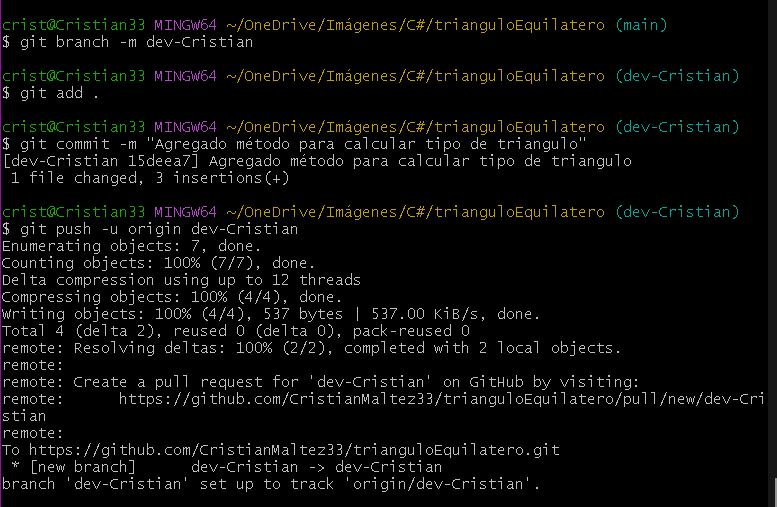 crist@Cristian33 MINGW64 ~/OneDrive/Imágenes/C#/trianguloEquilatero (main)
$ git branch -m dev-Cristian
crist@Cristian33 MINGW64 ~/OneDrive/Imágenes/C#/trianguloEquilatero (dev-Cristian)
$ git add .
crist@Cristian33 MINGW64 ~/OneDrive/Imágenes/C#/trianguloEquilatero (dev-Cristian)
$ git commit -m "Agregado método para calcular tipo de triangulo"
[dev-Cristian 15deea7] Agregado método para calcular tipo de triangulo
 1 file changed, 3 insertions(+)
crist@Cristian33 MINGW64 ~/OneDrive/Imágenes/C#/trianguloEquilatero (dev-Cristian)
$ git push -u origin dev-Cristian
Enumerating objects: 7, done.
Counting objects: 100% (7/7), done.
Delta compression using up to 12 threads
Compressing objects: 100% (4/4), done.
Writing objects: 100% (4/4), 537 bytes | 537.00 KiB/s, done.
Total 4 (delta 2), reused 0 (delta 0), pack-reused 0
remote: Resolving deltas: 100% (2/2), completed with 2 local objects.
remote:
remote: Create a pull request for 'dev-Cristian' on GitHub by visiting:
remote:      https://github.com/CristianMaltez33/trianguloEquilatero/pull/new/dev-Cri
stian
remote:
To https://github.com/CristianMaltez33/trianguloEquilatero.git
 * [new branch]      dev-Cristian -> dev-Cristian
branch 'dev-Cristian' set up to track 'origin/dev-Cristian'.